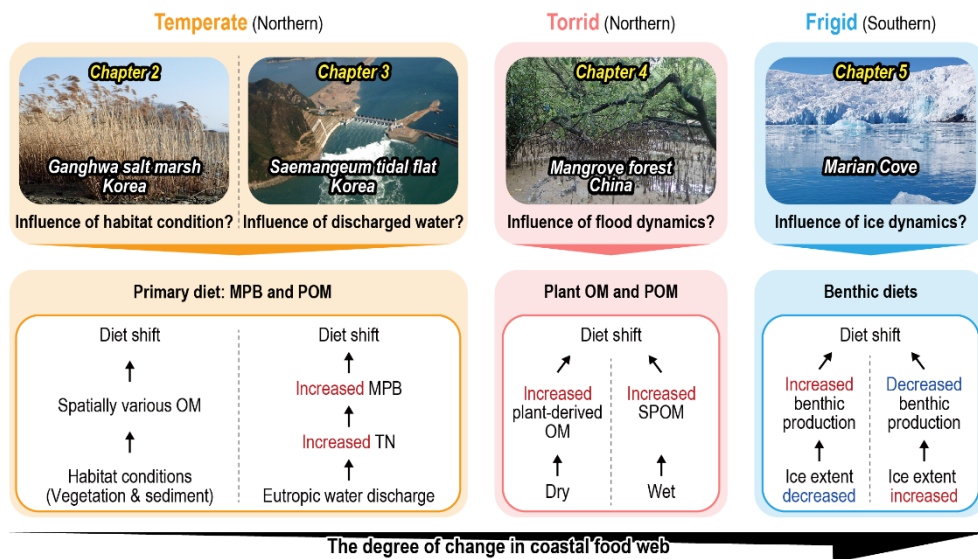 Temperate (Northern)
Chapter 2
Ganghwa salt marsh
Korea
Influence of habitat condition?
Chapter 3
Saemangeum tidal flat
Korea
Influence of discharged water?
Primary diet: MPB and POM
Diet shift
Spatially various OM
Habitat conditions
(Vegetation & sediment)
Diet shift
Increased MPB
Increased TN
Eutropic water discharge
Torrid (Northern)
Chapter 4
Mangrove forest
China
Influence of flood dynamics?
Plant OM and POM
Diet shift
Increased
plant-derived
OM
Dry
Increased
SPOM
Wet
Frigid (Southern)
Chapter 5
Marian Cove
Influence of ice dynamics?
Benthic diets
Diet shift
Increased
benthic
production
Ice extent
decreased
Decreased
benthic
production
Ice extent
increased
The degree of change in coastal food web